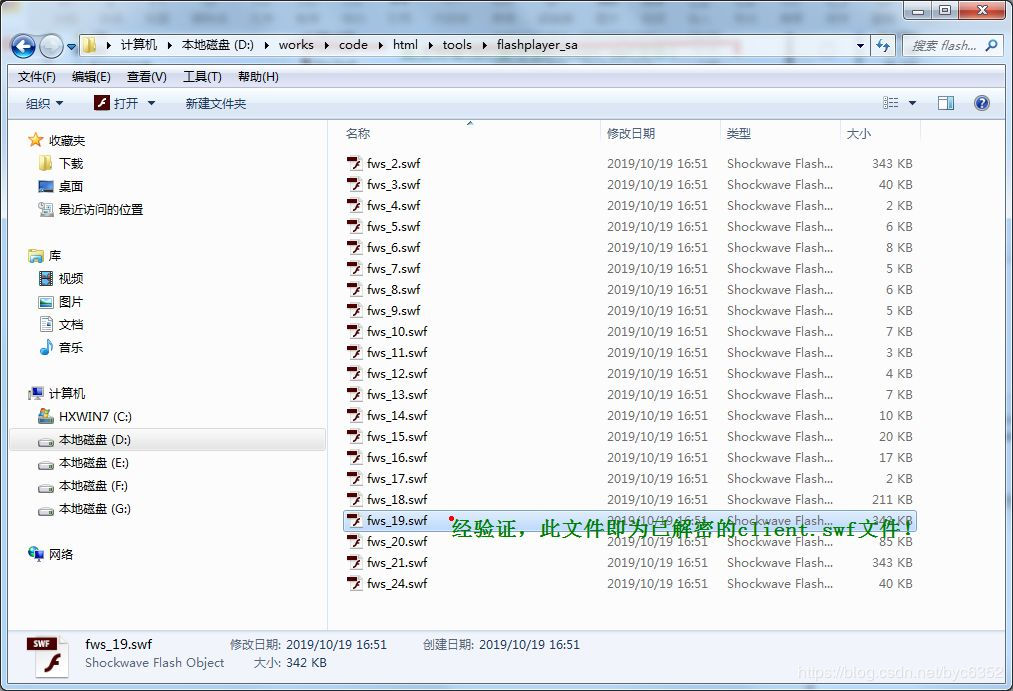 计算机 ▸ 本地磁盘 (D:) ▸ works ▸ code ▸ html ▸ tools ▸ flashplayer_sa
搜索 flash...
文件(F) 编辑(E) 查看(V) 工具(T) 帮助(H)
组织 打开 新建文件夹
收藏夹
下载
桌面
最近访问的位置
库
视频
图片
文档
音乐
计算机
HXWIN7 (C:)
本地磁盘 (D:)
本地磁盘 (E:)
本地磁盘 (F:)
本地磁盘 (G:)
网络
名称 修改日期 类型 大小
fws_2.swf 2019/10/19 16:51 Shockwave Flash... 343 KB
fws_3.swf 2019/10/19 16:51 Shockwave Flash... 40 KB
fws_4.swf 2019/10/19 16:51 Shockwave Flash... 2 KB
fws_5.swf 2019/10/19 16:51 Shockwave Flash... 6 KB
fws_6.swf 2019/10/19 16:51 Shockwave Flash... 8 KB
fws_7.swf 2019/10/19 16:51 Shockwave Flash... 5 KB
fws_8.swf 2019/10/19 16:51 Shockwave Flash... 6 KB
fws_9.swf 2019/10/19 16:51 Shockwave Flash... 5 KB
fws_10.swf 2019/10/19 16:51 Shockwave Flash... 7 KB
fws_11.swf 2019/10/19 16:51 Shockwave Flash... 3 KB
fws_12.swf 2019/10/19 16:51 Shockwave Flash... 4 KB
fws_13.swf 2019/10/19 16:51 Shockwave Flash... 7 KB
fws_14.swf 2019/10/19 16:51 Shockwave Flash... 10 KB
fws_15.swf 2019/10/19 16:51 Shockwave Flash... 20 KB
fws_16.swf 2019/10/19 16:51 Shockwave Flash... 17 KB
fws_17.swf 2019/10/19 16:51 Shockwave Flash... 2 KB
fws_18.swf 2019/10/19 16:51 Shockwave Flash... 211 KB
fws_19.swf 2019/10/19 16:51 Shockwave Flash... 343 KB
经验证，此文件即为已解密的client.swf文件！
fws_20.swf 2019/10/19 16:51 Shockwave Flash... 85 KB
fws_21.swf 2019/10/19 16:51 Shockwave Flash... 343 KB
fws_24.swf 2019/10/19 16:51 Shockwave Flash... 40 KB
SWF
fws_19.swf 修改日期: 2019/10/19 16:51 创建日期: 2019/10/19 16:51
Shockwave Flash Object 大小: 342 KB
https://blog.csdn.net/byc6352